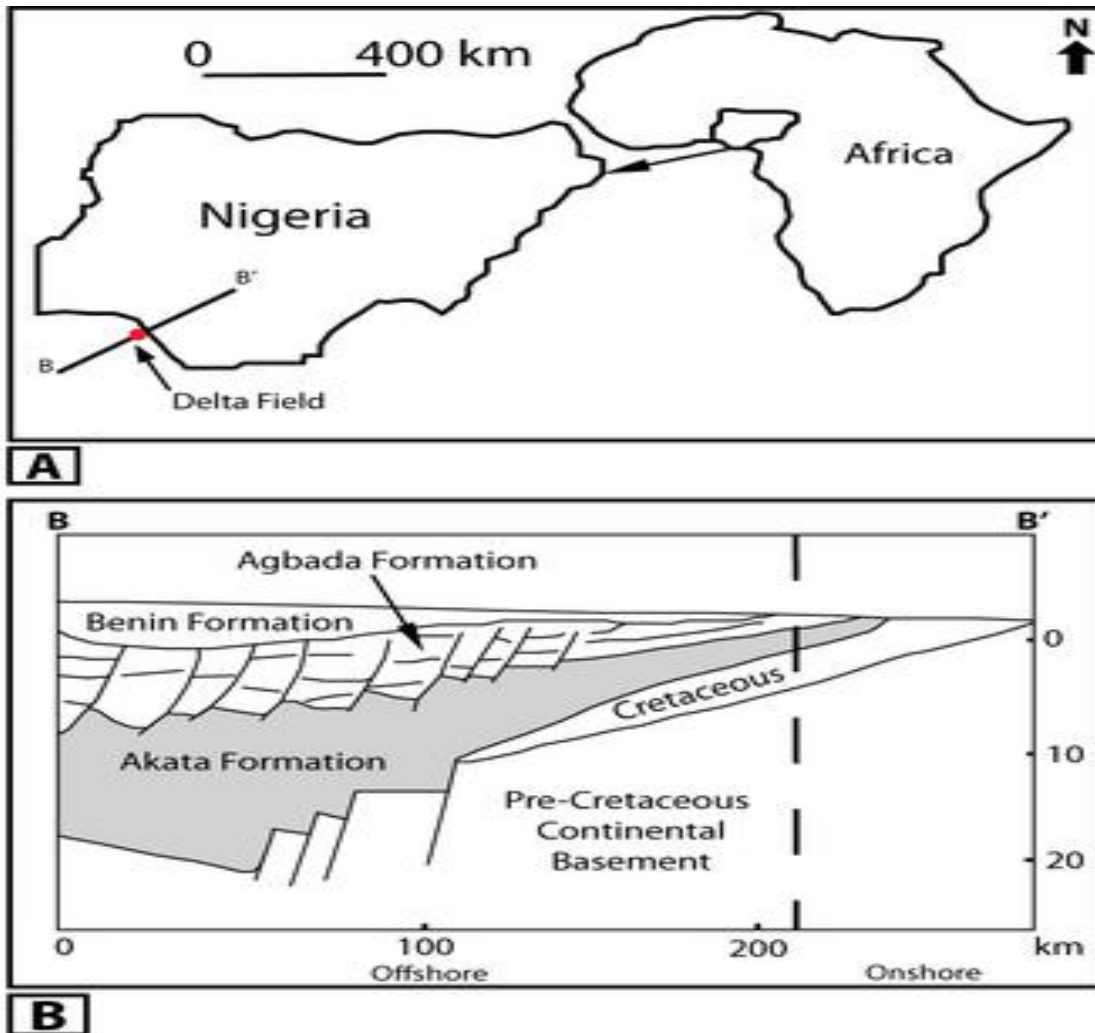 0 400 km
N
Africa
Nigeria
B'
B
Delta Field
A
B B'
Agbada Formation
Benin Formation
0
Cretaceous
Akata Formation
10
Pre-Cretaceous
Continental
Basement
20
0 100 200 km
Offshore Onshore
B